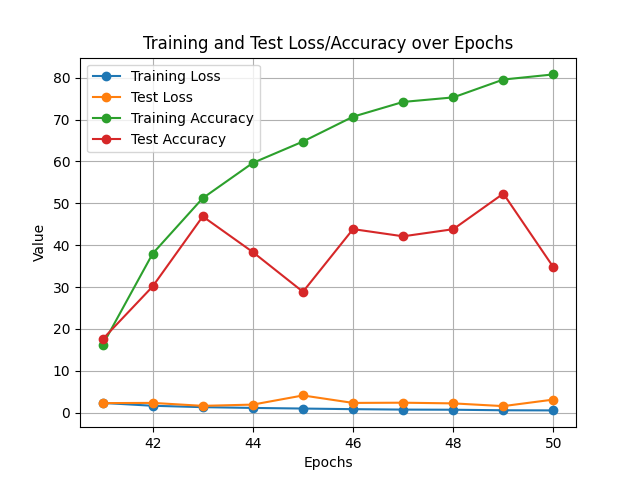 Training and Test Loss/Accuracy over Epochs
Training Loss
Test Loss
Training Accuracy
Test Accuracy
80
70
60
50
40
30
20
10
0
Value
42
44
46
48
50
Epochs